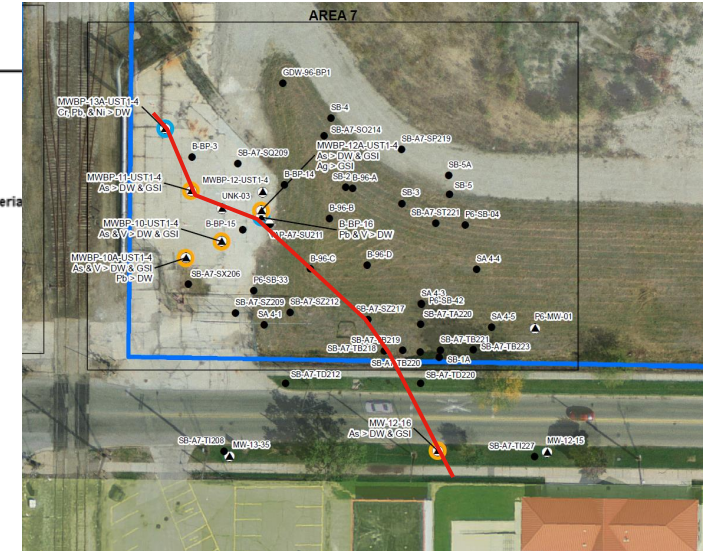 AREA 7
GDW-96-BP1
MWBP-13A-UST1-4
Cr, Pb, & Ni > DW
SB-4
SB-A7-SO214
B-BP-3
SB-A7-SQ209
MWBP-12A-UST1-4
As > DW & GSI
Ag > GSI
SB-A7-SP219
MWBP-11-UST1-4
As > DW & GSI
MWBP-12-UST1-4
B-BP-14
SB-2
B-96-A
SB-5A
SB-5
UNK-03
SB-3
MWBP-10-UST1-4
As & V > DW & GSI
B-BP-15
B-96-B
B-BP-16
Pb & V > DW
SB-A7-ST221
P6-SB-04
MWBP-10A-UST1-4
As & V > DW & GSI
Pb > DW
B-96-C
B-96-D
SA 4-4
SB-A7-SX206
P6-SB-33
SA 4-3
P6-SB-42
SB-A7-SZ209
SB-A7-SZ212
SA 4-1
SB-A7-SZ217
SB-A7-TA220
SA 4-5
P6-MW-01
SB-A7-TB218
SB-A7-TB221
SB-A7-TB223
SB-A7-TB220
SB-1A
SB-A7-TD212
SB-A7-TD220
MW-12-16
As > DW & GSI
SB-A7-TI208
MW-13-35
SB-A7-TI227
MW-12-15